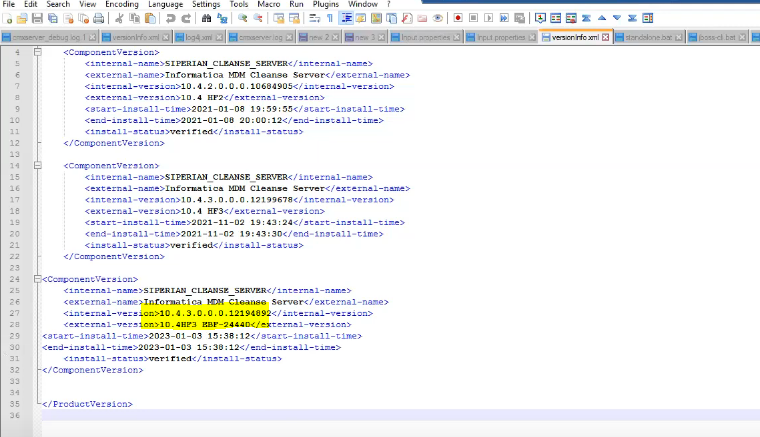 File Edit Search View Encoding Language Settings Tools Macro Run Plugins Window ?
cmxserver_debug.log.1 versionInfo.xml log4.xml cmxserver.log new 2 new 3 Input properties input properties versionInfo.xml standalone.bat jboss-cli.bat
4 <ComponentVersion>
5 <internal-name>SIPERIAN_CLEANSE_SERVER</internal-name>
6 <external-name>Informatica MDM Cleanse Server</external-name>
7 <internal-version>10.4.2.0.0.0.10684905</internal-version>
8 <external-version>10.4 HF2</external-version>
9 <start-install-time>2021-01-08 19:59:55</start-install-time>
10 <end-install-time>2021-01-08 20:00:12</end-install-time>
11 <install-status>verified</install-status>
12 </ComponentVersion>
13
14 <ComponentVersion>
15 <internal-name>SIPERIAN_CLEANSE_SERVER</internal-name>
16 <external-name>Informatica MDM Cleanse Server</external-name>
17 <internal-version>10.4.3.0.0.0.12199678</internal-version>
18 <external-version>10.4 HF3</external-version>
19 <start-install-time>2021-11-02 19:43:24</start-install-time>
20 <end-install-time>2021-11-02 19:43:30</end-install-time>
21 <install-status>verified</install-status>
22 </ComponentVersion>
23
24 <ComponentVersion>
25 <internal-name>SIPERIAN_CLEANSE_SERVER</internal-name>
26 <external-name>Informatica MDM Cleanse Server</external-name>
27 <internal-version>10.4.3.0.0.0.12194892</internal-version>
28 <external-version>10.4HF3 EBF-24440</external-version>
29 <start-install-time>2023-01-03 15:38:12</start-install-time>
30 <end-install-time>2023-01-03 15:38:12</end-install-time>
31 <install-status>verified</install-status>
32 </ComponentVersion>
33
34
35 </ProductVersion>
36